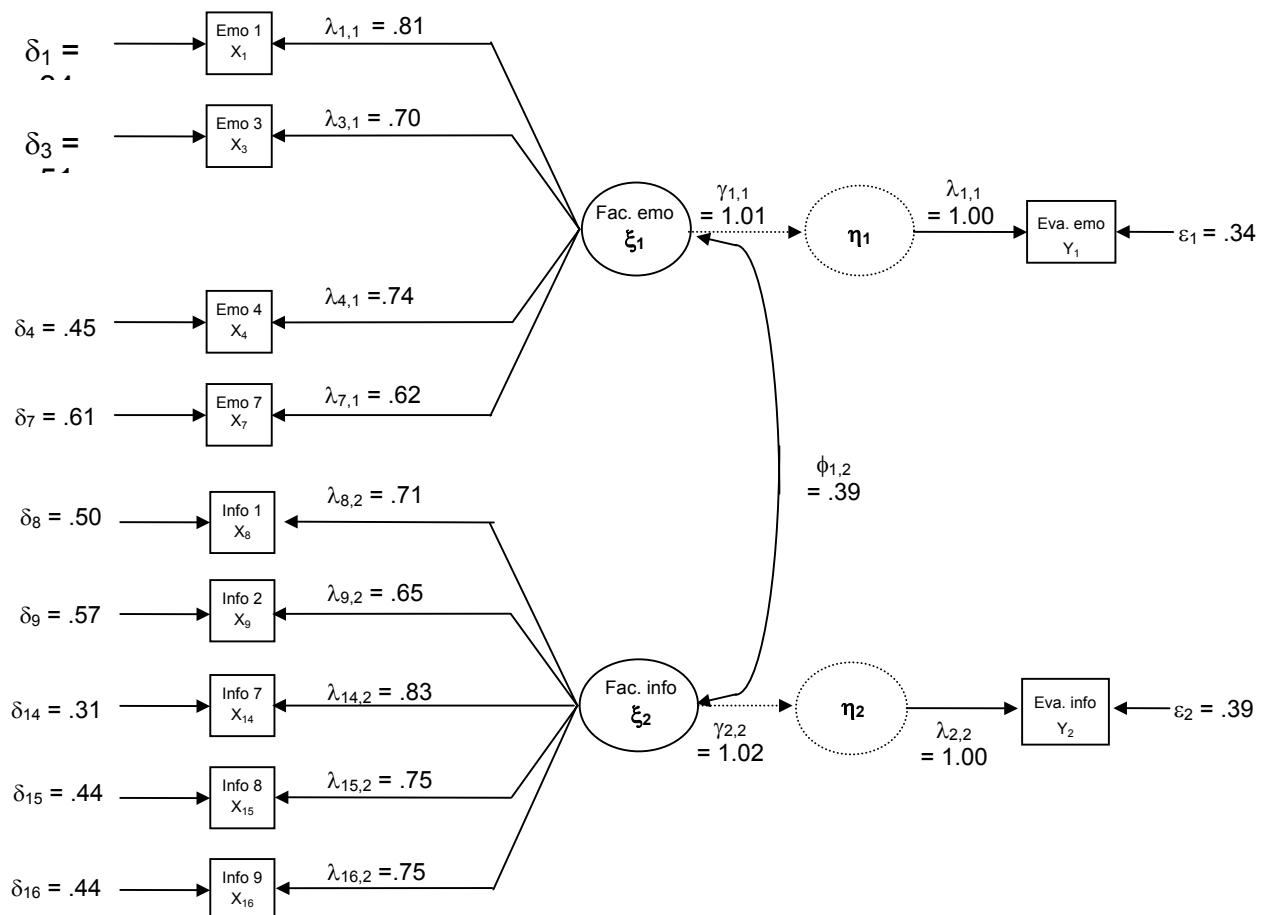 δ1 =
Emo 1
X1
λ1,1 = .81
δ3 =
Emo 3
X3
λ3,1 = .70
Fac. emo
ξ1
γ1,1
= 1.01
η1
λ1,1
= 1.00
Eva. emo
Y1
ε1 = .34
δ4 = .45
Emo 4
X4
λ4,1 =.74
δ7 = .61
Emo 7
X7
λ7,1 = .62
ϕ1,2
= .39
δ8 = .50
Info 1
X8
λ8,2 = .71
δ9 = .57
Info 2
X9
λ9,2 = .65
δ14 = .31
Info 7
X14
λ14,2 = .83
Fac. info
ξ2
γ2,2
= 1.02
η2
λ2,2
= 1.00
Eva. info
Y2
ε2 = .39
δ15 = .44
Info 8
X15
λ15,2 = .75
δ16 = .44
Info 9
X16
λ16,2 = .75